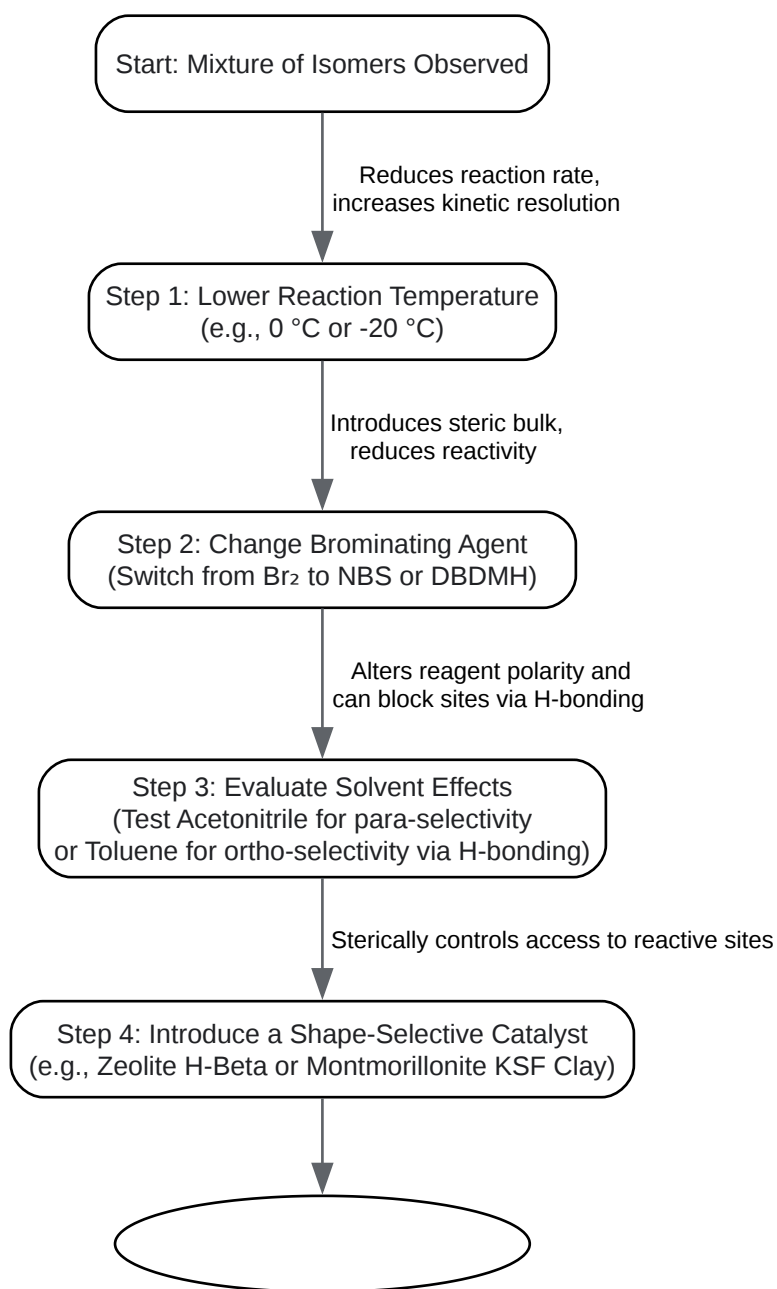 Start: Mixture of Isomers Observed
Reduces reaction rate,
increases kinetic resolution
Step 1: Lower Reaction Temperature
(e.g., 0 °C or -20 °C)
Introduces steric bulk,
reduces reactivity
Step 2: Change Brominating Agent
(Switch from Br₂ to NBS or DBDMH)
Alters reagent polarity and
can block sites via H-bonding
Step 3: Evaluate Solvent Effects
(Test Acetonitrile for para-selectivity
or Toluene for ortho-selectivity via H-bonding)
Sterically controls access to reactive sites
Step 4: Introduce a Shape-Selective Catalyst
(e.g., Zeolite H-Beta or Montmorillonite KSF Clay)